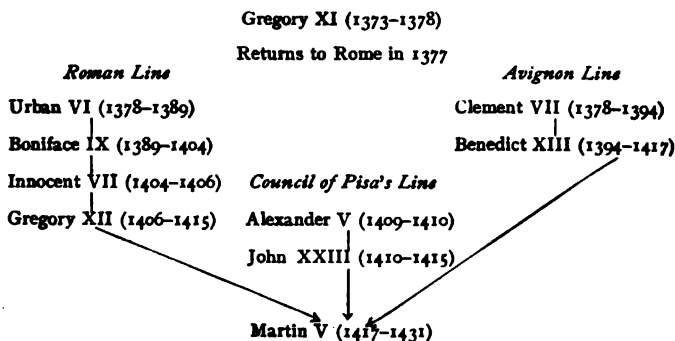 Gregory XI (1373–1378)
Returns to Rome in 1377
Roman Line
Avignon Line
Urban VI (1378–1389)
Clement VII (1378–1394)
Boniface IX (1389–1404)
Benedict XIII (1394–1417)
Innocent VII (1404–1406)
Council of Pisa's Line
Gregory XII (1406–1415)
Alexander V (1409–1410)
John XXIII (1410–1415)
Martin V (1417–1431)